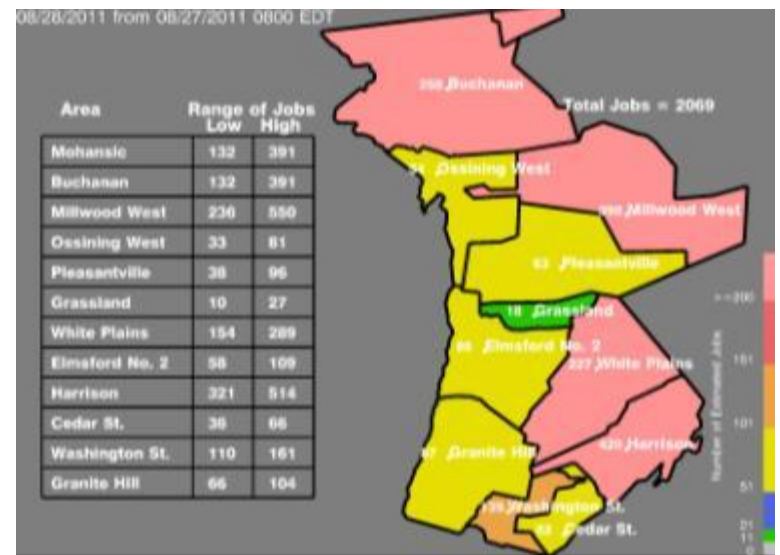 08/28/2011 from 08/27/2011 0800 EDT
Area Range of Jobs
Low High
Mohansic 132 391
Buchanan 132 391
Millwood West 236 550
Ossining West 33 81
Pleasantville 38 96
Grassland 10 27
White Plains 154 289
Elmsford No. 2 58 109
Harrison 321 514
Cedar St. 36 66
Washington St. 110 161
Granite Hill 66 104
Buchanan
Total Jobs = 2069
Ossining West
Millwood West
63 Pleasantville
18 Grassland
Elmsford No. 2
227 White Plains
420 Harrison
Granite Hill
Washington St.
Cedar St.
Number of Estimated Jobs
>=200
151
101
51
21
11
0